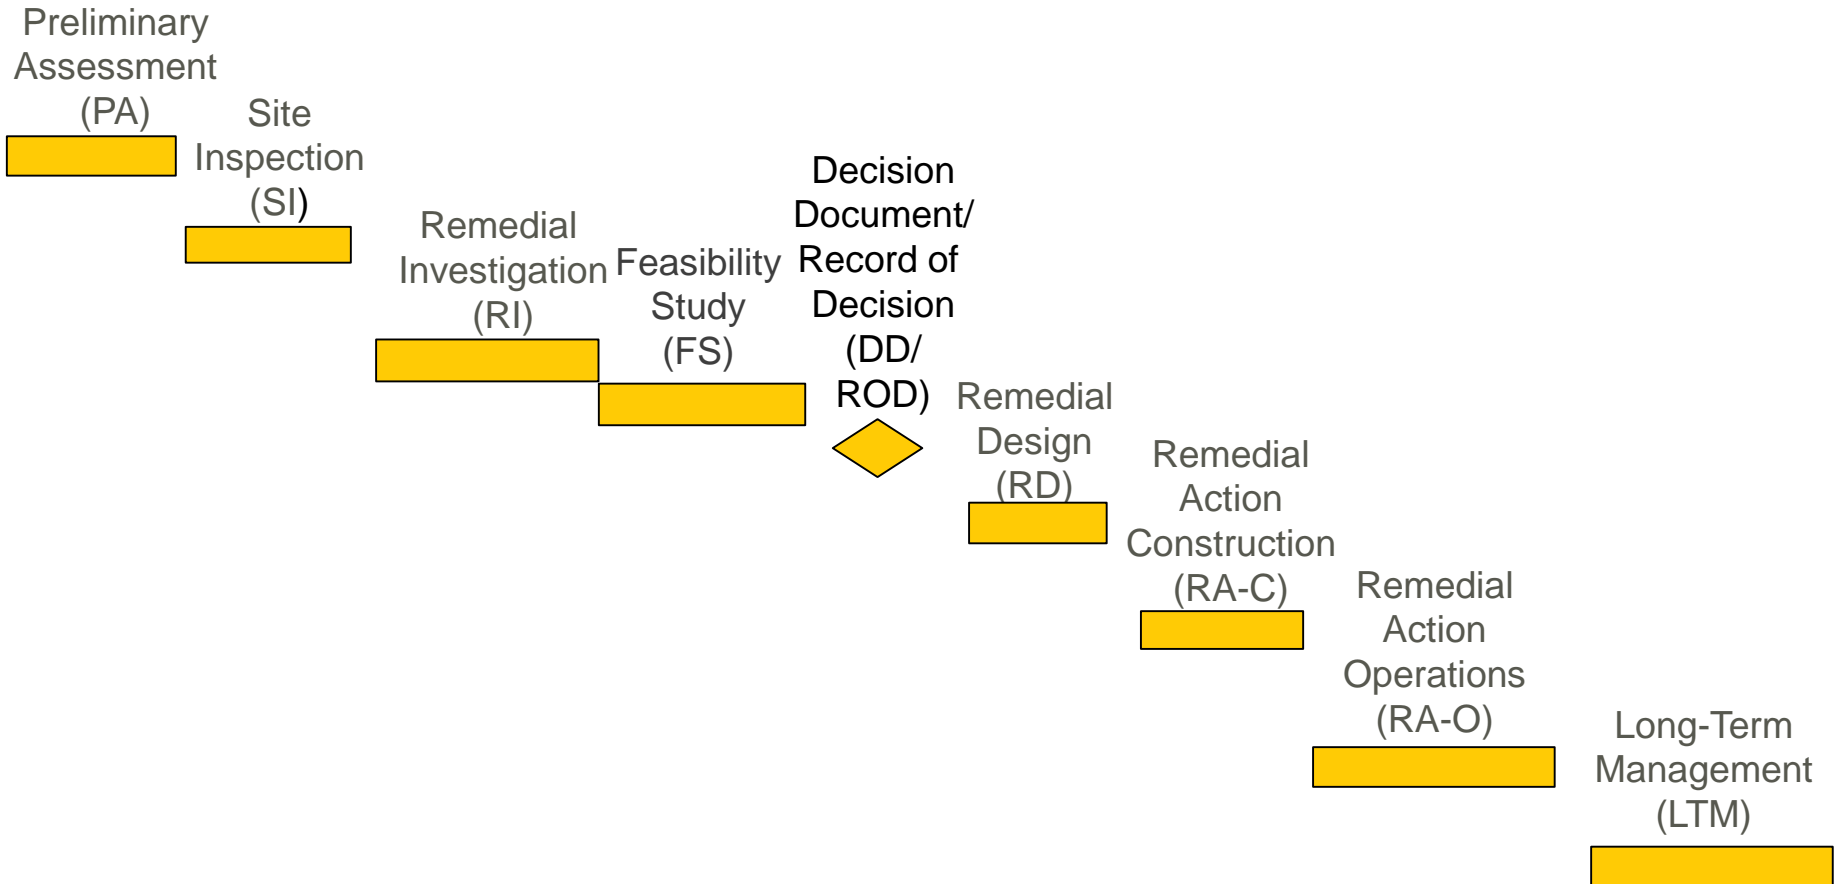 Preliminary
Assessment
(PA)
Site
Inspection
(SI)
Remedial
Investigation
(RI)
Feasibility
Study
(FS)
Decision
Document/
Record of
Decision
(DD/
ROD)
Remedial
Design
(RD)
Remedial
Action
Construction
(RA-C)
Remedial
Action
Operations
(RA-O)
Long-Term
Management
(LTM)